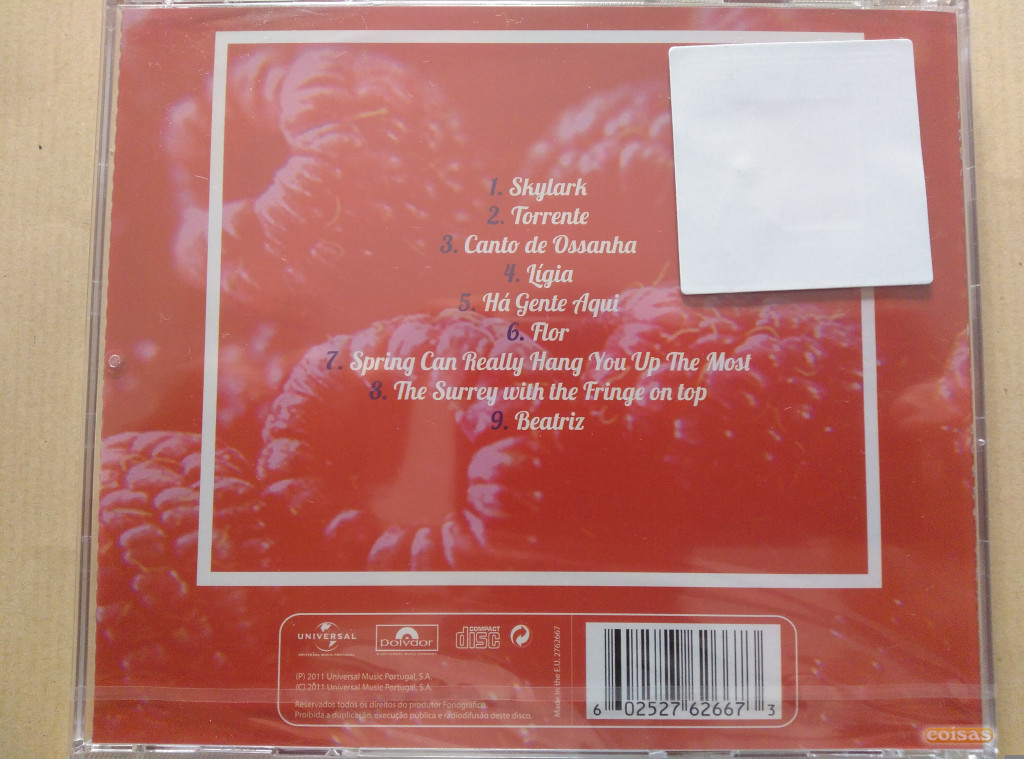 1. Skylark
2. Torrente
3. Canto de Ossanha
4. Lígia
5. Há Gente Aqui
6. Flor
7. Spring Can Really Hang You Up The Most
8. The Surrey with the Fringe on top
9. Beatriz
UNIVERSAL
UNIVERSAL MUSIC PORTUGAL
polydor
COMPACT
disc
(P) 2011 Universal Music Portugal, S.A.
(C) 2011 Universal Music Portugal, S.A.
Reservados todos os direitos do produtor Fonográfico.
Proibida a duplicação, execução pública e radiodifusão deste disco.
Made in the E.U. 2762667
6 02527 62667 3
coisas